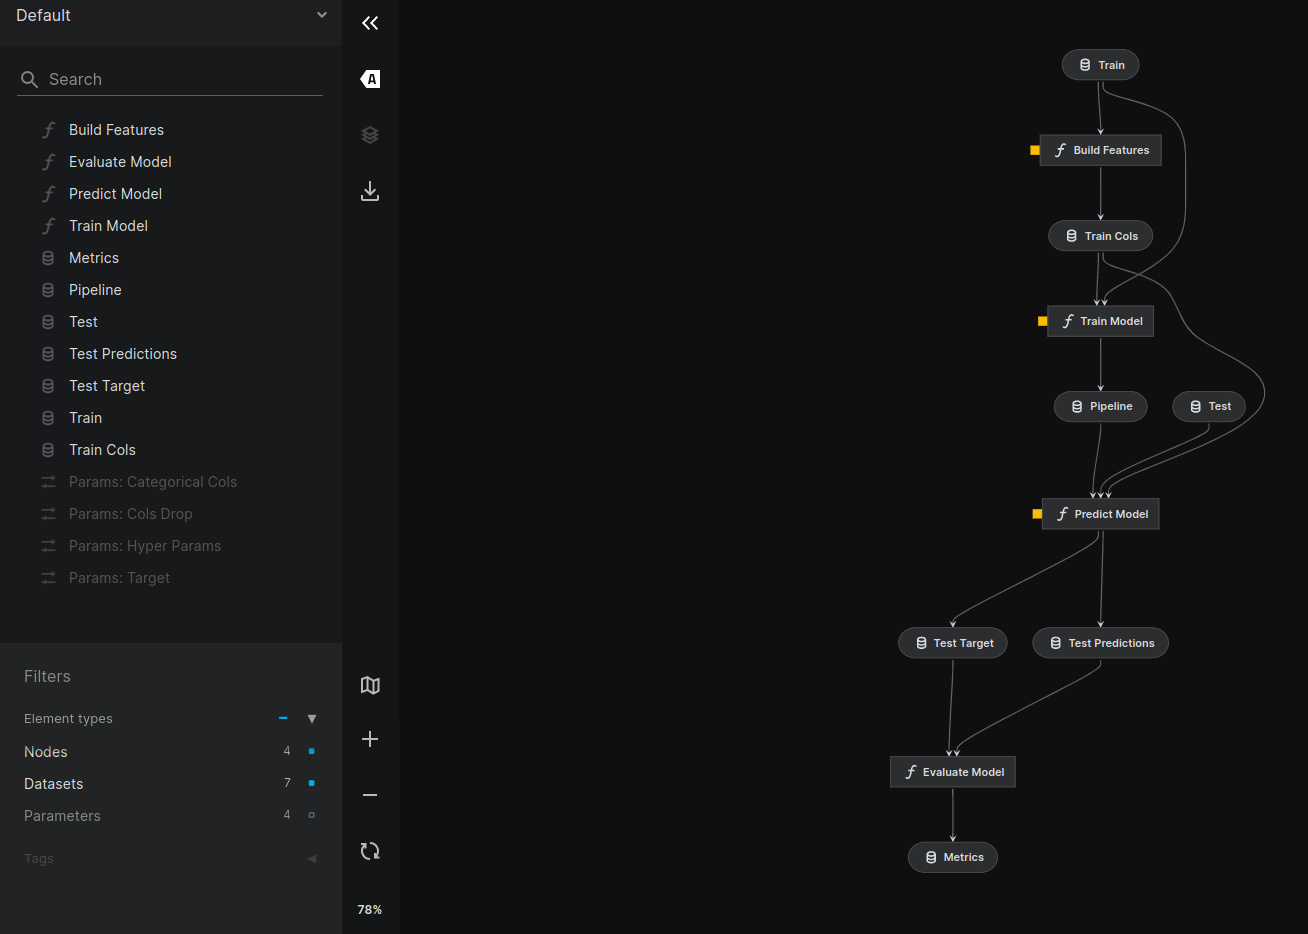 Default
Search
Build Features
Evaluate Model
Predict Model
Train Model
Metrics
Pipeline
Test
Test Predictions
Test Target
Train
Train Cols
Params: Categorical Cols
Params: Cols Drop
Params: Hyper Params
Params: Target
Filters
Element types
Nodes 4
Datasets 7
Parameters 4
Tags
A
78%
Train
Build Features
Train Cols
Train Model
Pipeline Test
Predict Model
Test Target Test Predictions
Evaluate Model
Metrics